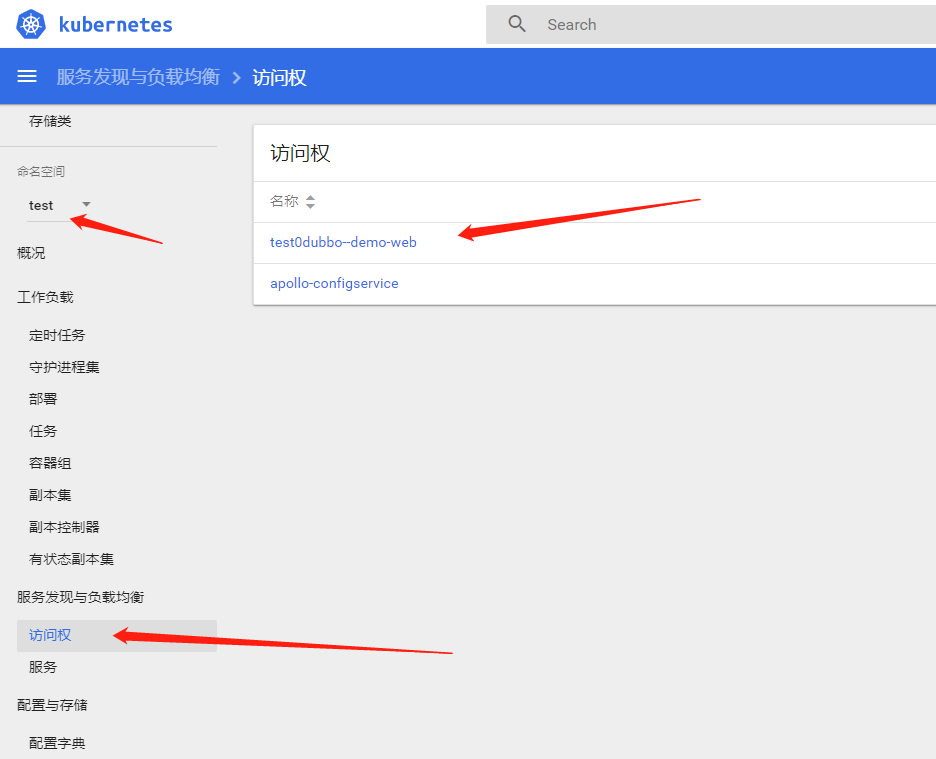 kubernetes
Search
服务发现与负载均衡 > 访问权
存储类
命名空间
test
概况
工作负载
定时任务
守护进程集
部署
任务
容器组
副本集
副本控制器
有状态副本集
服务发现与负载均衡
访问权
服务
配置与存储
配置字典
访问权
名称
test0dubbo--demo-web
apollo-configservice